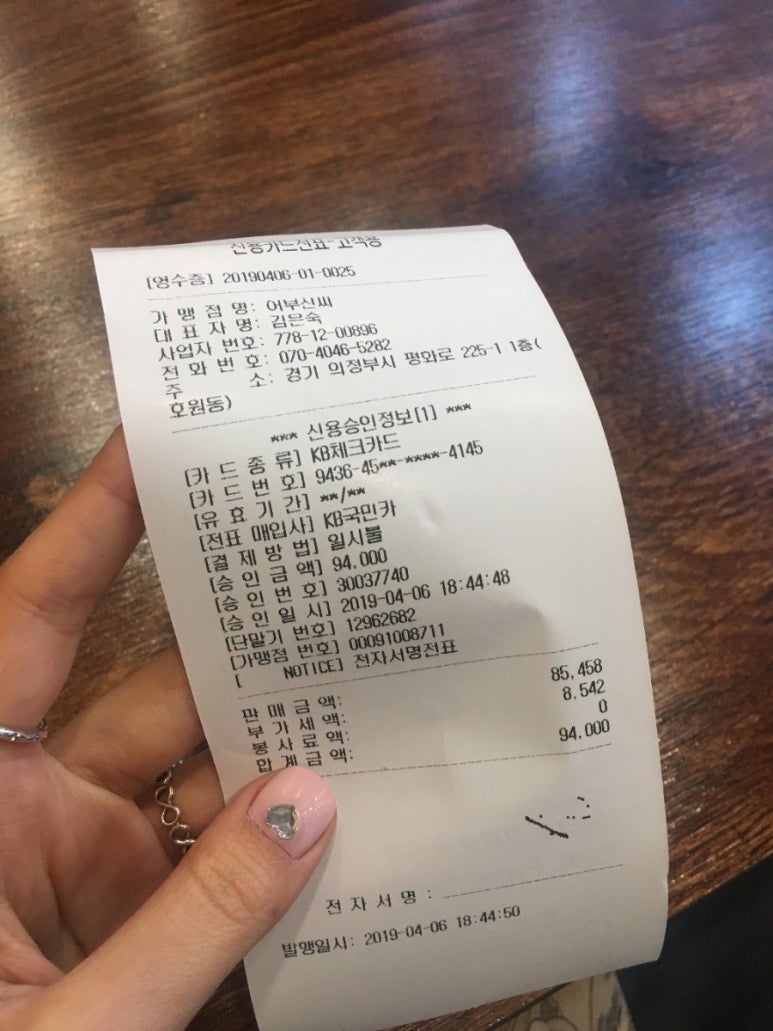 신용카드전표-고객용
[영수증] 20190406-01-0025
가 맹 점 명: 어부신씨
대 표 자 명: 김은숙
사업자 번호: 778-12-00896
전 화 번 호: 070-4046-5282
주 소: 경기 의정부시 평화로 225-1 1층(
호원동)
*** 신용승인정보[1] ***
[카 드 종 류] KB체크카드
[카 드 번 호] 9436-45**-****-4145
[유 효 기 간] **/**
[전표 매입사] KB국민카
[결 제 방 법] 일시불
[승 인 금 액] 94,000
[승 인 번 호] 30037740
[승 인 일 시] 2019-04-06 18:44:48
[단말기 번호] 12962682
[가맹점 번호] 00091008711
[ NOTICE] 전자서명전표
판 매 금 액: 85,458
부 가 세 액: 8,542
봉 사 료 액: 0
합 계 금 액: 94,000
전 자 서 명 :
발행일시: 2019-04-06 18:44:50